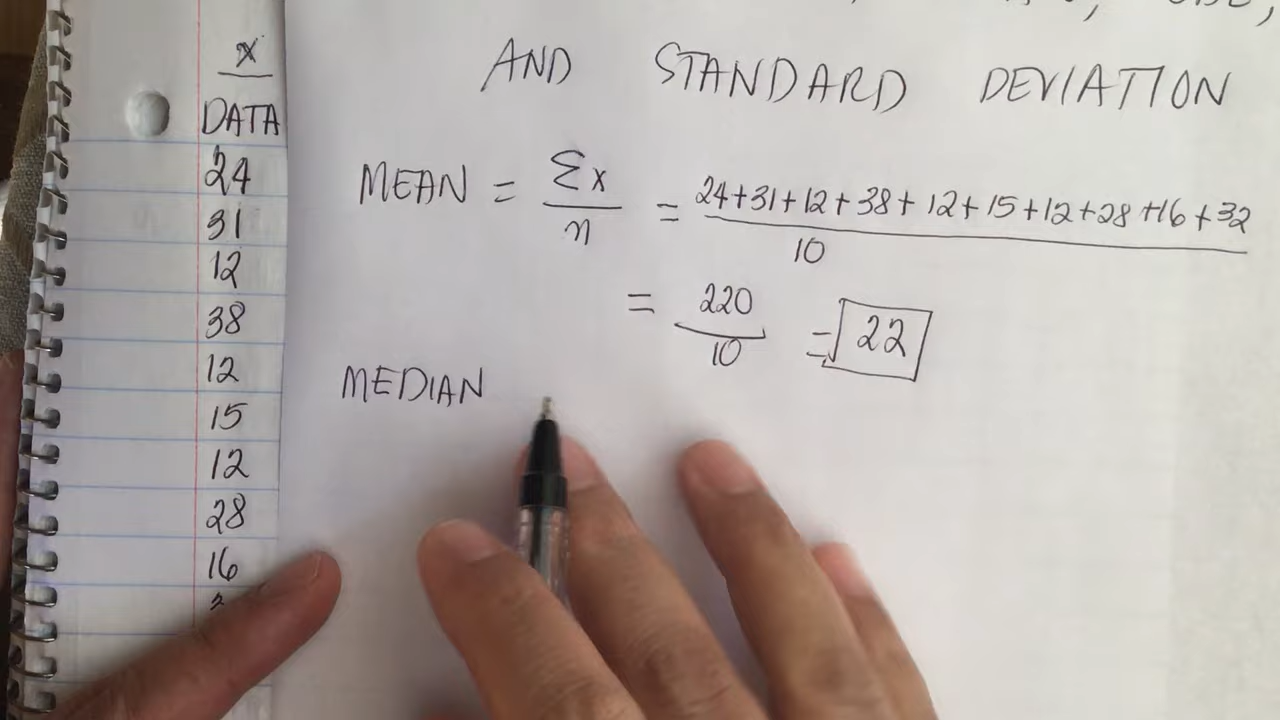 AND STANDARD DEVIATION
x
DATA
24
31
12
38
12
15
12
28
16
MEAN = Σx / n = 24+31+12+38+12+15+12+28+16+32 / 10
= 220 / 10 = 22
MEDIAN